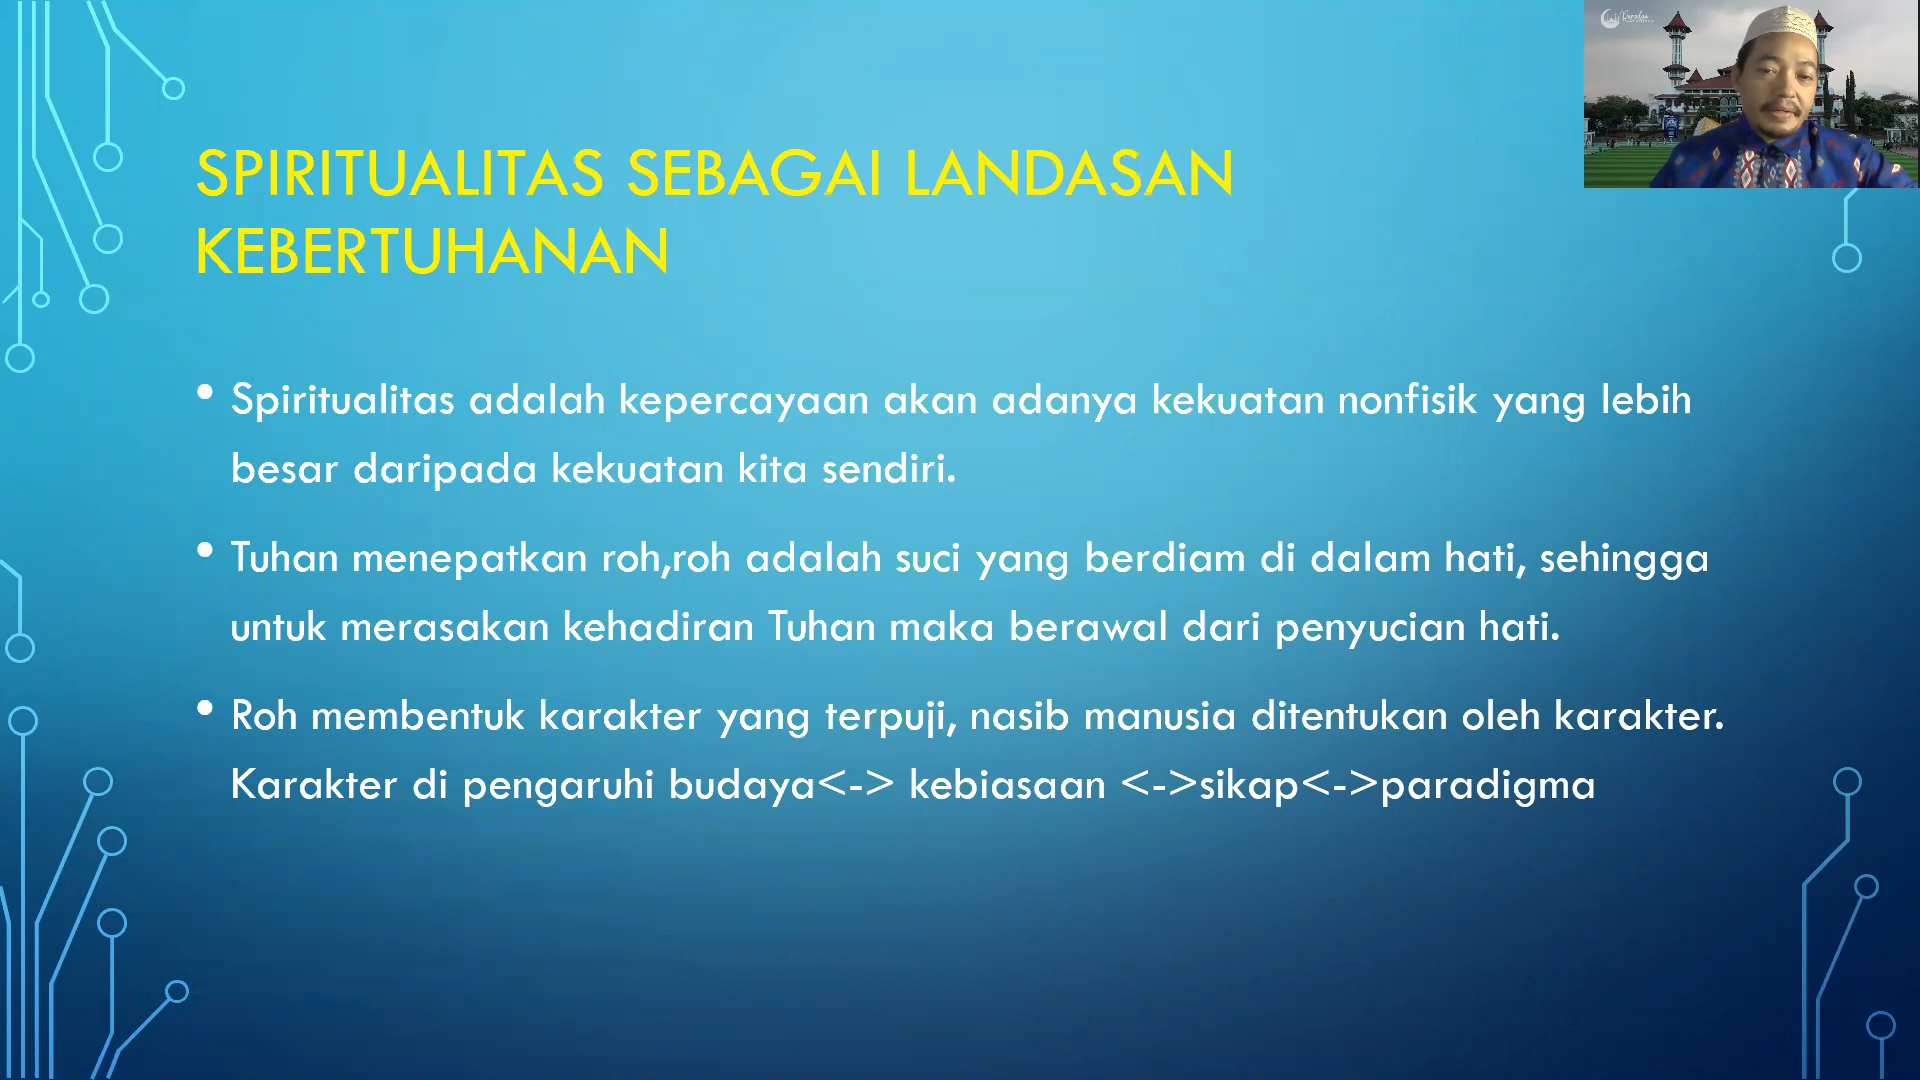 SPIRITUALITAS SEBAGAI LANDASAN
KEBERTUHANAN
• Spiritualitas adalah kepercayaan akan adanya kekuatan nonfisik yang lebih
besar daripada kekuatan kita sendiri.
• Tuhan menepatkan roh,roh adalah suci yang berdiam di dalam hati, sehingga
untuk merasakan kehadiran Tuhan maka berawal dari penyucian hati.
• Roh membentuk karakter yang terpuji, nasib manusia ditentukan oleh karakter.
Karakter di pengaruhi budaya<-> kebiasaan <->sikap<->paradigma